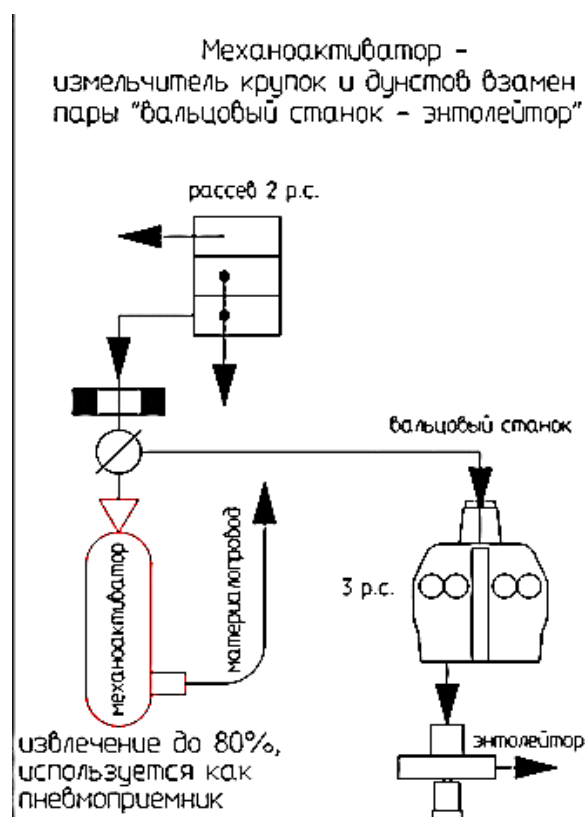 Механоактиватор -
измельчитель крупок и дунстов взамен
пары "вальцовый станок - энтолейтор"
рассев 2 р.с.
вальцовый станок
механоактиватор
материалопровод
3 р.с.
энтолейтор
извлечение до 80%,
используется как
пневмоприемник